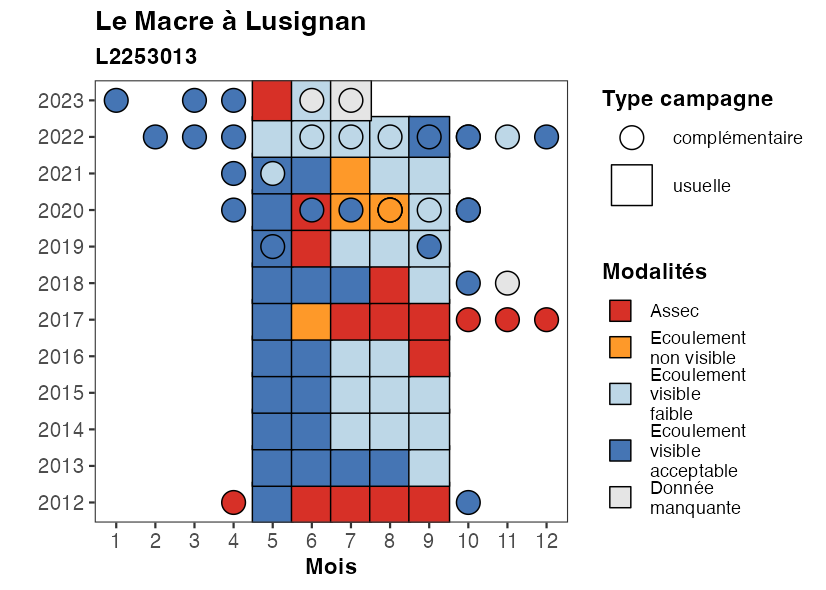 Le Macre à Lusignan
L2253013
2023
2022
2021
2020
2019
2018
2017
2016
2015
2014
2013
2012
1 2 3 4 5 6 7 8 9 10 11 12
Mois
Type campagne
complémentaire
usuelle
Modalités
Assec
Ecoulement
non visible
Ecoulement
visible
faible
Ecoulement
visible
acceptable
Donnée
manquante